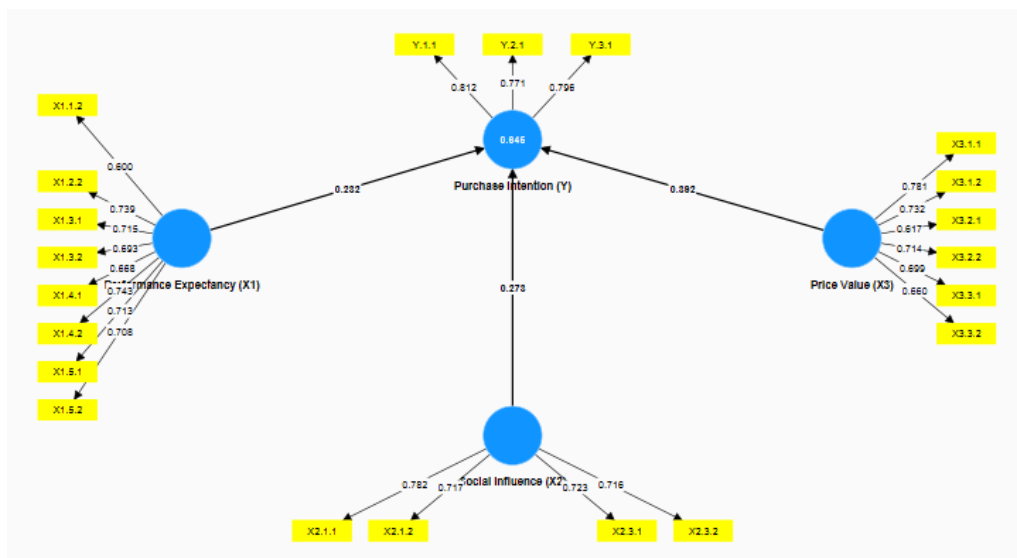 Y.1.1
Y.2.1
Y.3.1
0.812
0.771
0.796
X1.1.2
0.600
0.645
X3.1.1
0.781
X1.2.2
0.739
Purchase Intention (Y)
0.232
0.392
X3.1.2
0.732
X1.3.1
0.715
X3.2.1
0.617
X1.3.2
0.693
X3.2.2
0.714
X1.4.1
0.668
Performance Expectancy (X1)
0.743
0.278
Price Value (X3)
0.699
X3.3.1
0.660
X1.4.2
0.713
0.708
X3.3.2
X1.5.1
X1.5.2
Social Influence (X2
0.782
0.717
0.723
0.716
X2.1.1
X2.1.2
X2.3.1
X2.3.2